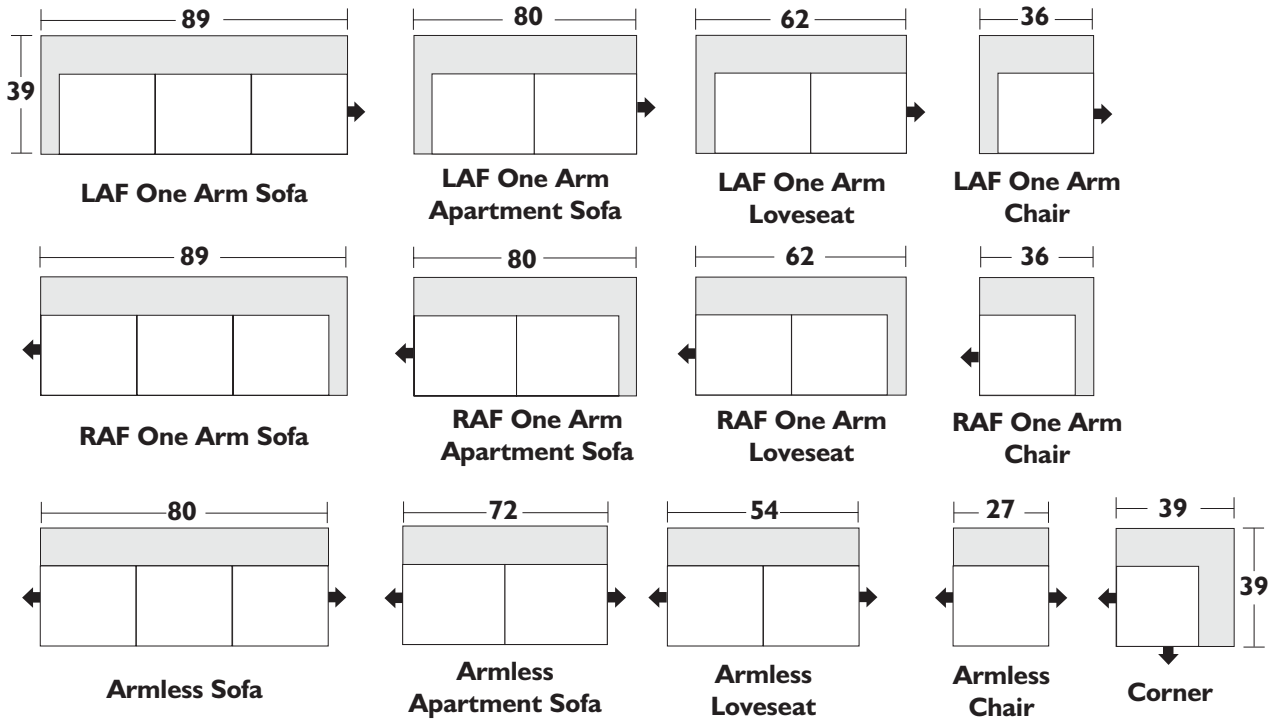 89
80
62
36
39
LAF One Arm Sofa
LAF One Arm
Apartment Sofa
LAF One Arm
Loveseat
LAF One Arm
Chair
89
80
62
36
RAF One Arm Sofa
RAF One Arm
Apartment Sofa
RAF One Arm
Loveseat
RAF One Arm
Chair
80
72
54
27
39
39
Armless Sofa
Armless
Apartment Sofa
Armless
Loveseat
Armless
Chair
Corner